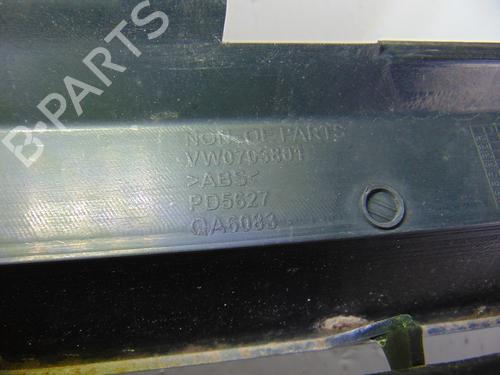 B-PARTS
NON-OE PARTS
VW0703801
>ABS<
PD5627
QA6083